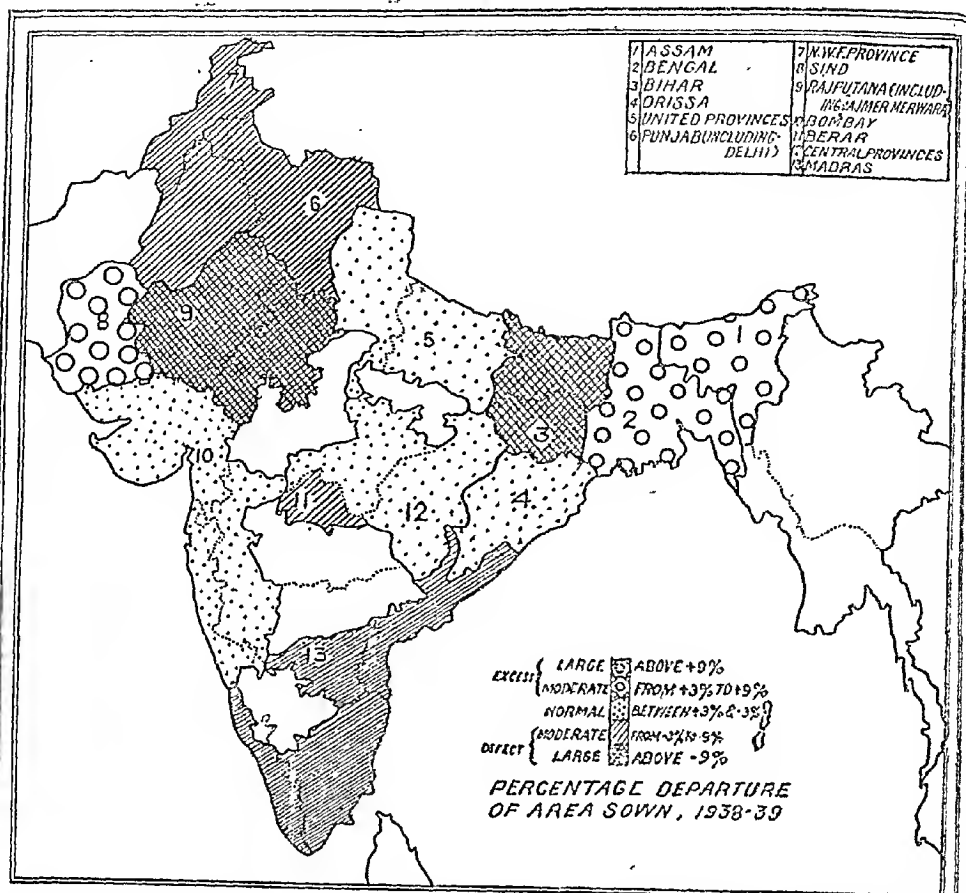 1 ASSAM
2 BENGAL
3 BIHAR
4 ORISSA
5 UNITED PROVINCES
6 PUNJAB (INCLUDING-
DELHI)
7 N.W.F. PROVINCE
8 SIND
9 RAJPUTANA (INCLUD-
ING AJMER MERWARA)
10 BOMBAY
11 BERAR
CENTRAL PROVINCES
13 MADRAS
7
6
9
8
5
1
2
3
10
11
12
4
13
EXCESS { LARGE ABOVE +9%
MODERATE FROM +3% TO +9%
NORMAL BETWEEN +3% & -3%
DEFECT { MODERATE FROM -3% TO -9%
LARGE ABOVE -9%
PERCENTAGE DEPARTURE
OF AREA SOWN, 1938-39